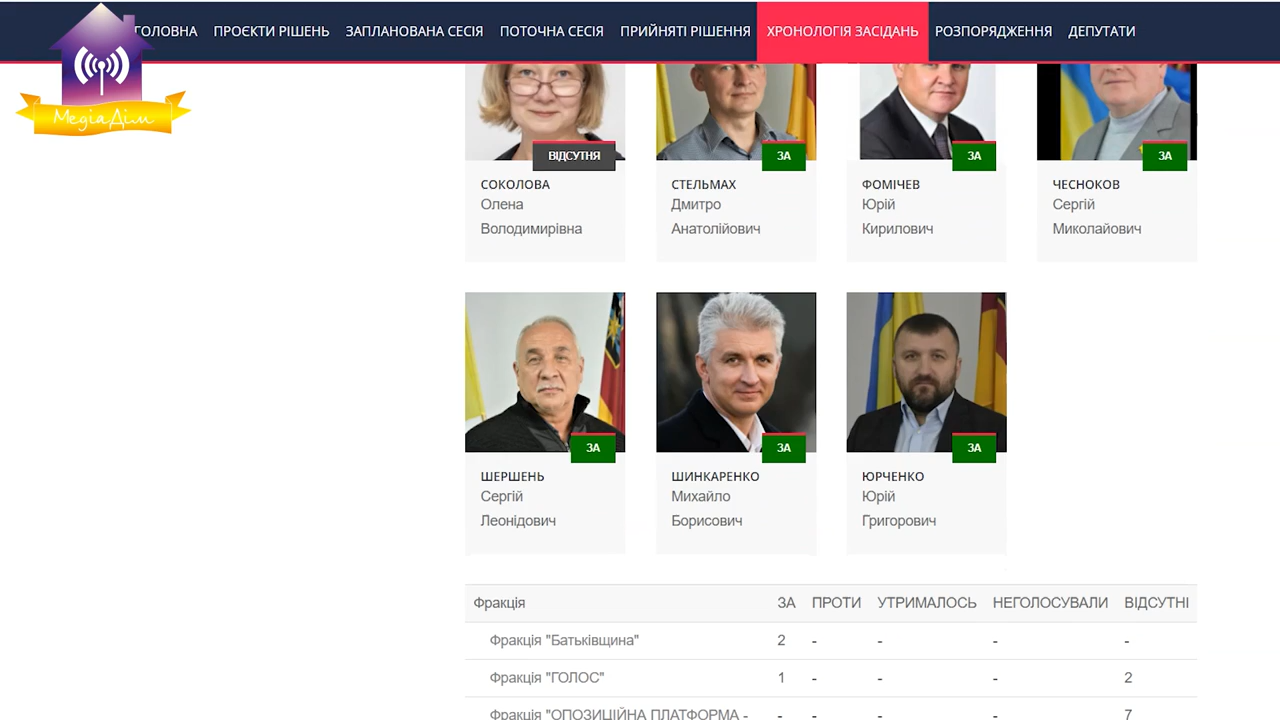 ГОЛОВНА ПРОЄКТИ РІШЕНЬ ЗАПЛАНОВАНА СЕСІЯ ПОТОЧНА СЕСІЯ ПРИЙНЯТІ РІШЕННЯ ХРОНОЛОГІЯ ЗАСІДАНЬ РОЗПОРЯДЖЕННЯ ДЕПУТАТИ
МедіаДім
ВІДСУТНЯ ЗА ЗА ЗА
СОКОЛОВА СТЕЛЬМАХ ФОМІЧЕВ ЧЕСНОКОВ
Олена Дмитро Юрій Сергій
Володимирівна Анатолійович Кирилович Миколайович
ЗА ЗА ЗА
ШЕРШЕНЬ ШИНКАРЕНКО ЮРЧЕНКО
Сергій Михайло Юрій
Леонідович Борисович Григорович
Фракція ЗА ПРОТИ УТРИМАЛОСЬ НЕГОЛОСУВАЛИ ВІДСУТНІ
Фракція "Батьківщина" 2 - - - -
Фракція "ГОЛОС" 1 - - - 2
Фракція "ОПОЗИЦІЙНА ПЛАТФОРМА - - - - - 7